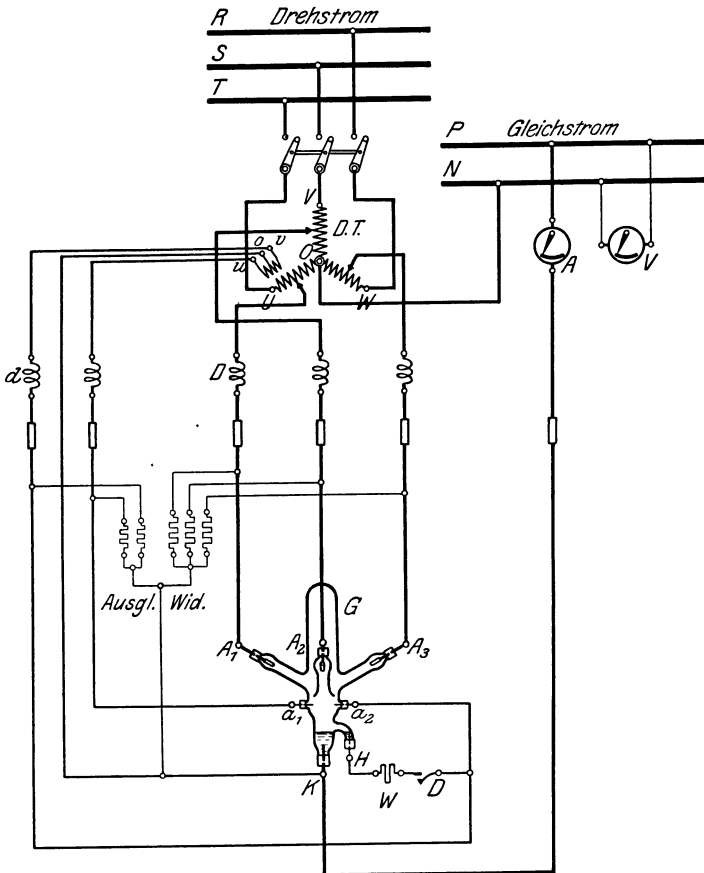 R Drehstrom
S
T
P Gleichstrom
N
V
D.T.
o v
u O
U W
A V
d D
Ausgl. Wid.
G
A1 A2 A3
a1 a2
H
K W D